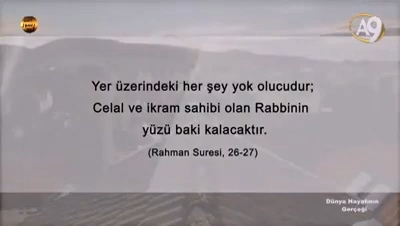 A9
Yer üzerindeki her şey yok olucudur;
Celal ve ikram sahibi olan Rabbinin
yüzü baki kalacaktır.
(Rahman Suresi, 26-27)
Dünya Hayatının
Gerçeği